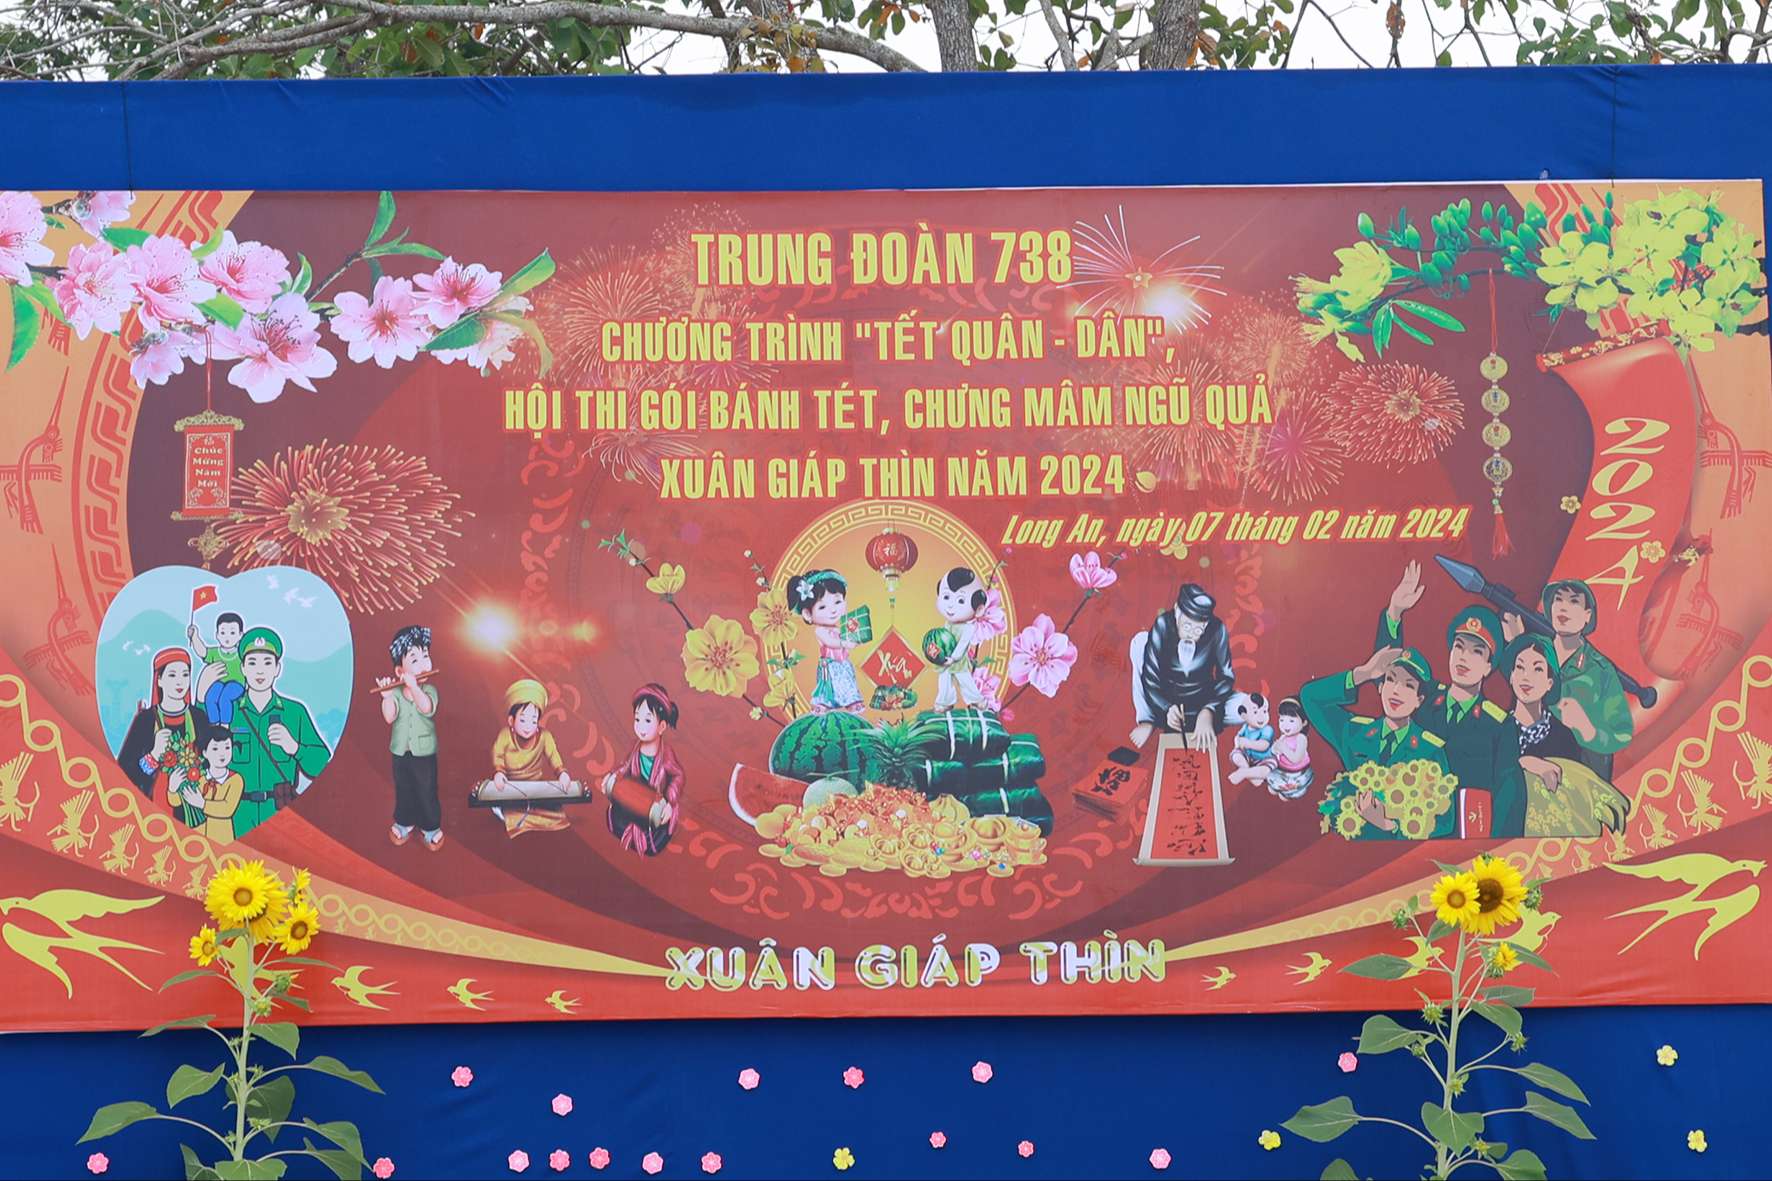 TRUNG ĐOÀN 738
CHƯƠNG TRÌNH "TẾT QUÂN - DÂN",
HỘI THI GÓI BÁNH TÉT, CHƯNG MÂM NGŨ QUẢ
XUÂN GIÁP THÌN NĂM 2024
Long An, ngày 07 tháng 02 năm 2024
Chúc
Mừng
Năm
Mới
2024
福
XUÂN GIÁP THÌN